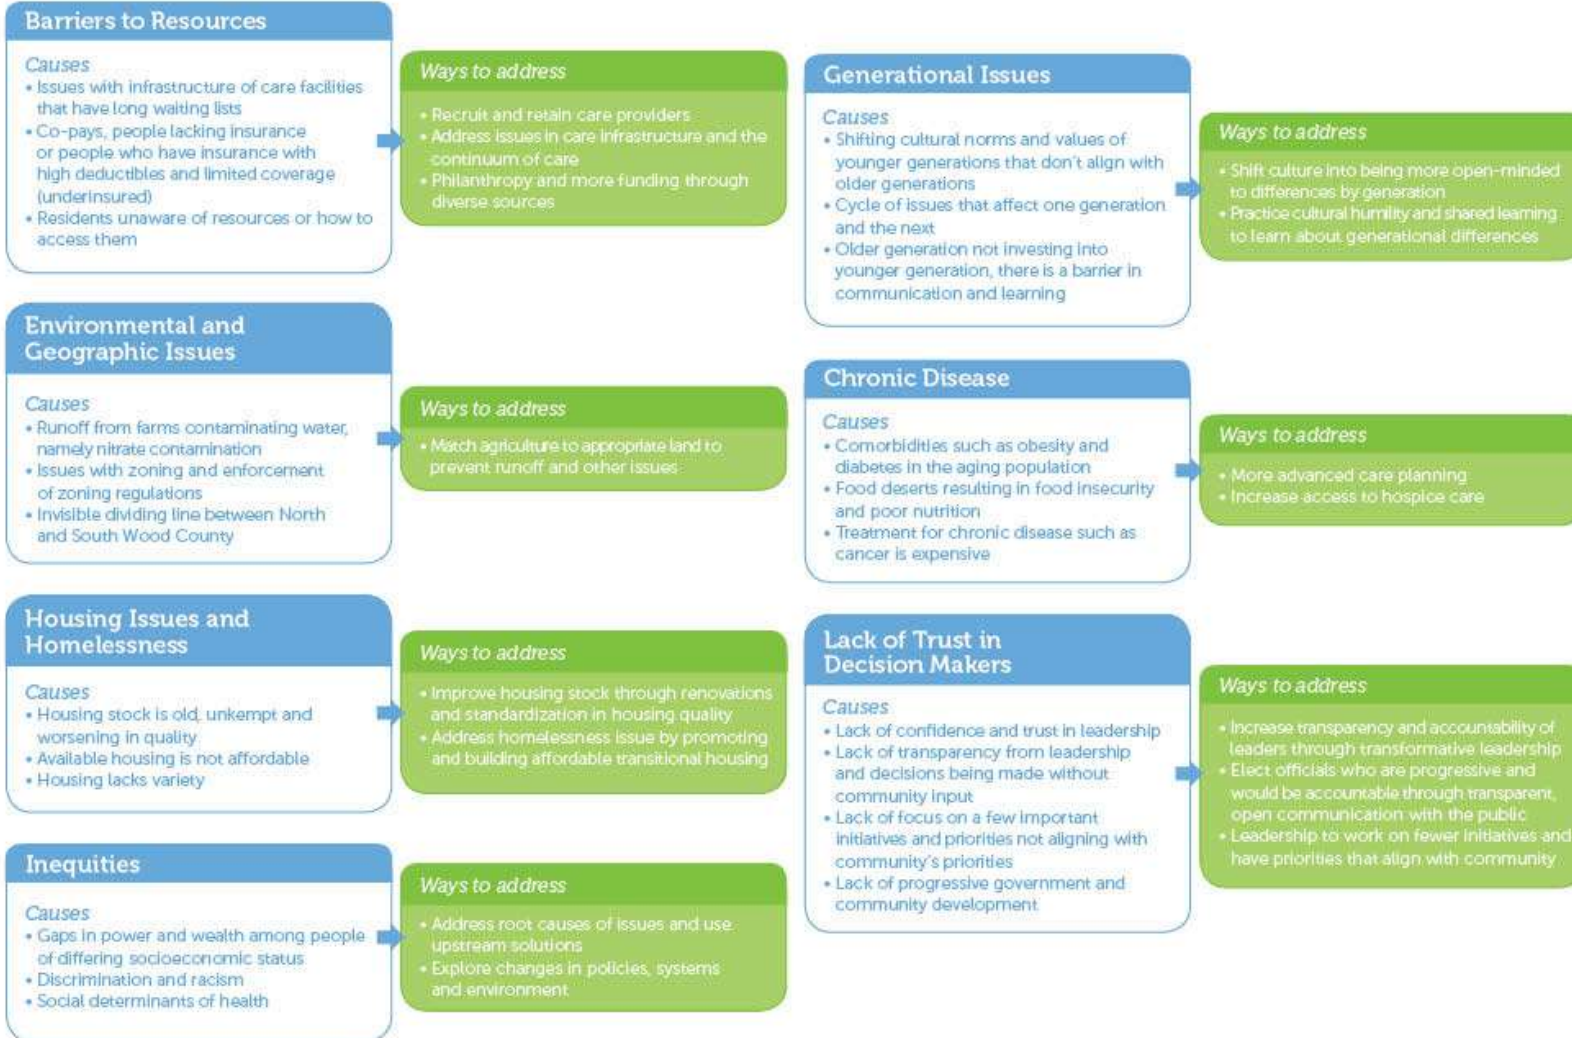 Barriers to Resources
Causes
• Issues with infrastructure of care facilities
that have long waiting lists
• Co-pays, people lacking insurance
or people who have insurance with
high deductibles and limited coverage
(underinsured)
• Residents unaware of resources or how to
access them
Ways to address
• Recruit and retain care providers
• Address issues in care infrastructure and the
continuum of care
• Philanthropy and more funding through
diverse sources
Environmental and
Geographic Issues
Causes
• Runoff from farms contaminating water,
namely nitrate contamination
• Issues with zoning and enforcement
of zoning regulations
• Invisible dividing line between North
and South Wood County
Ways to address
• Match agriculture to appropriate land to
prevent runoff and other issues
Housing Issues and
Homelessness
Causes
• Housing stock is old, unkempt and
worsening in quality
• Available housing is not affordable
• Housing lacks variety
Ways to address
• Improve housing stock through renovations
and standardization in housing quality
• Address homelessness issue by promoting
and building affordable transitional housing
Inequities
Causes
• Gaps in power and wealth among people
of differing socioeconomic status
• Discrimination and racism
• Social determinants of health
Ways to address
• Address root causes of issues and use
upstream solutions
• Explore changes in policies, systems
and environment
Generational Issues
Causes
• Shifting cultural norms and values of
younger generations that don't align with
older generations
• Cycle of issues that affect one generation
and the next
• Older generation not investing into
younger generation, there is a barrier in
communication and learning
Ways to address
• Shift culture into being more open-minded
to differences by generation
• Practice cultural humility and shared learning
to learn about generational differences
Chronic Disease
Causes
• Comorbidities such as obesity and
diabetes in the aging population
• Food deserts resulting in food insecurity
and poor nutrition
• Treatment for chronic disease such as
cancer is expensive
Ways to address
• More advanced care planning
• Increase access to hospice care
Lack of Trust in
Decision Makers
Causes
• Lack of confidence and trust in leadership
• Lack of transparency from leadership
and decisions being made without
community input
• Lack of focus on a few important
initiatives and priorities not aligning with
community's priorities
• Lack of progressive government and
community development
Ways to address
• Increase transparency and accountability of
leaders through transformative leadership
• Elect officials who are progressive and
would be accountable through transparent,
open communication with the public
• Leadership to work on fewer initiatives and
have priorities that align with community